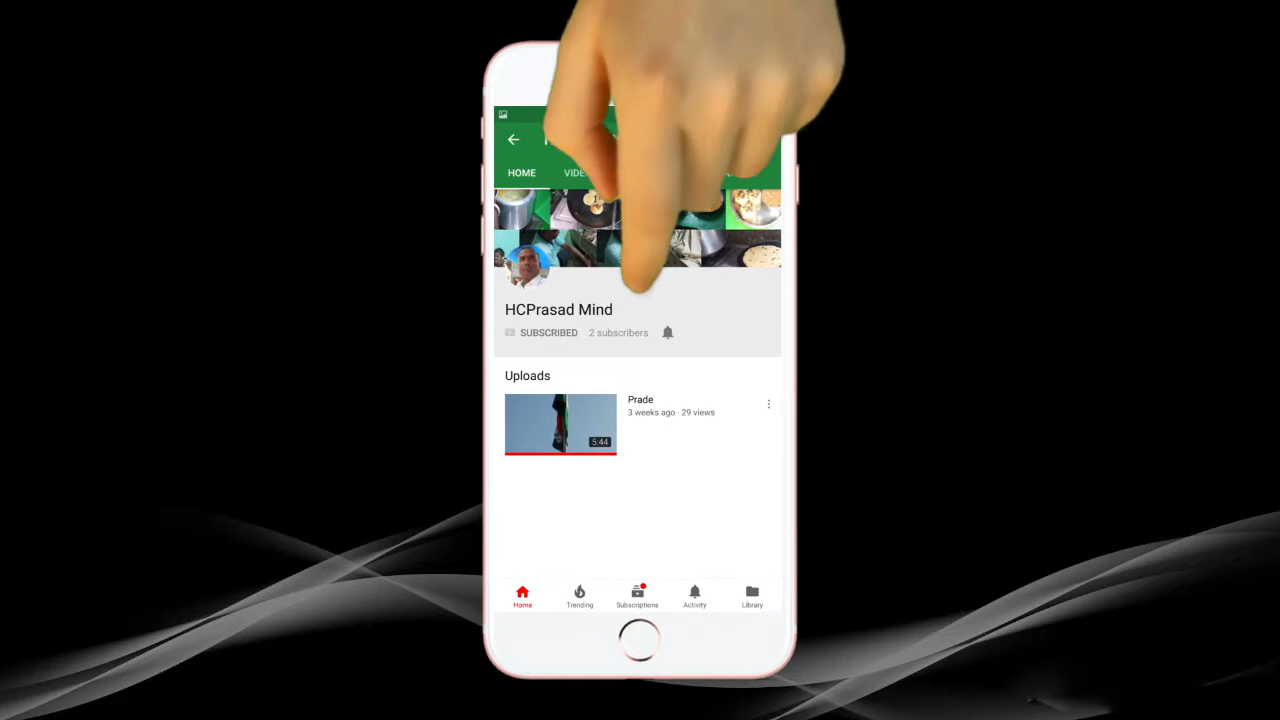 HOME
HCPrasad Mind
SUBSCRIBED 2 subscribers
Uploads
Prade
3 weeks ago · 29 views
5:44
Home Trending Subscriptions Activity Library